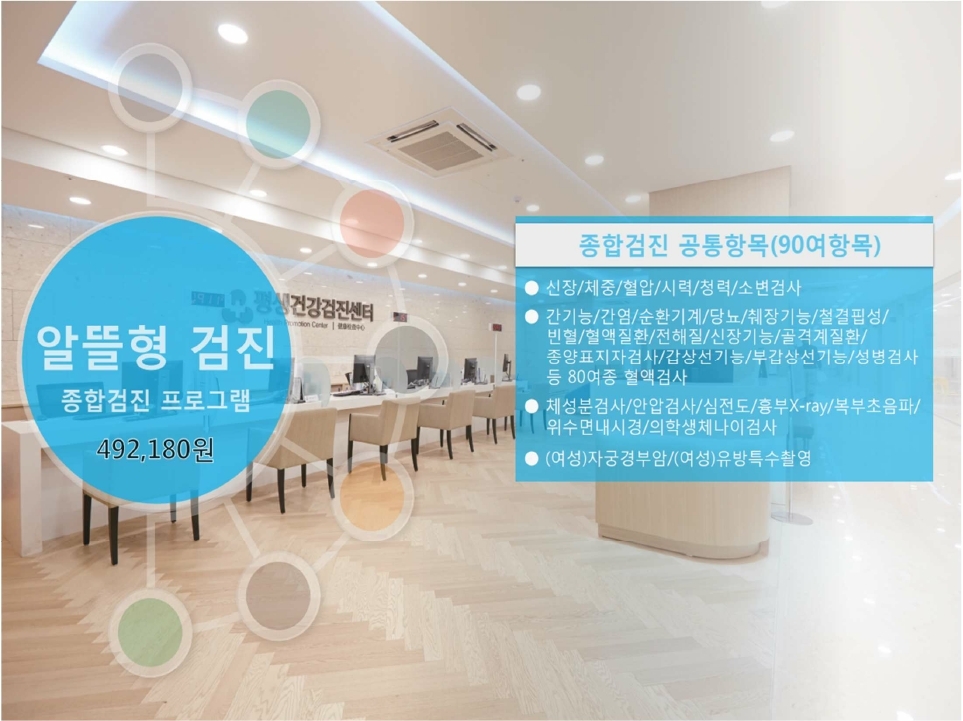 평생건강검진센터
알뜰형 검진
종합검진 프로그램
492,180원
종합검진 공통항목(90여항목)
신장/체중/혈압/시력/청력/소변검사
간기능/간염/순환기계/당뇨/췌장기능/철결핍성/
빈혈/혈액질환/전해질/신장기능/골격계질환/
종양표지자검사/갑상선기능/부갑상선기능/성병검사
등 80여종 혈액검사
체성분검사/안압검사/심전도/흉부X-ray/복부초음파/
위수면내시경/의학생체나이검사
(여성)자궁경부암/(여성)유방특수촬영